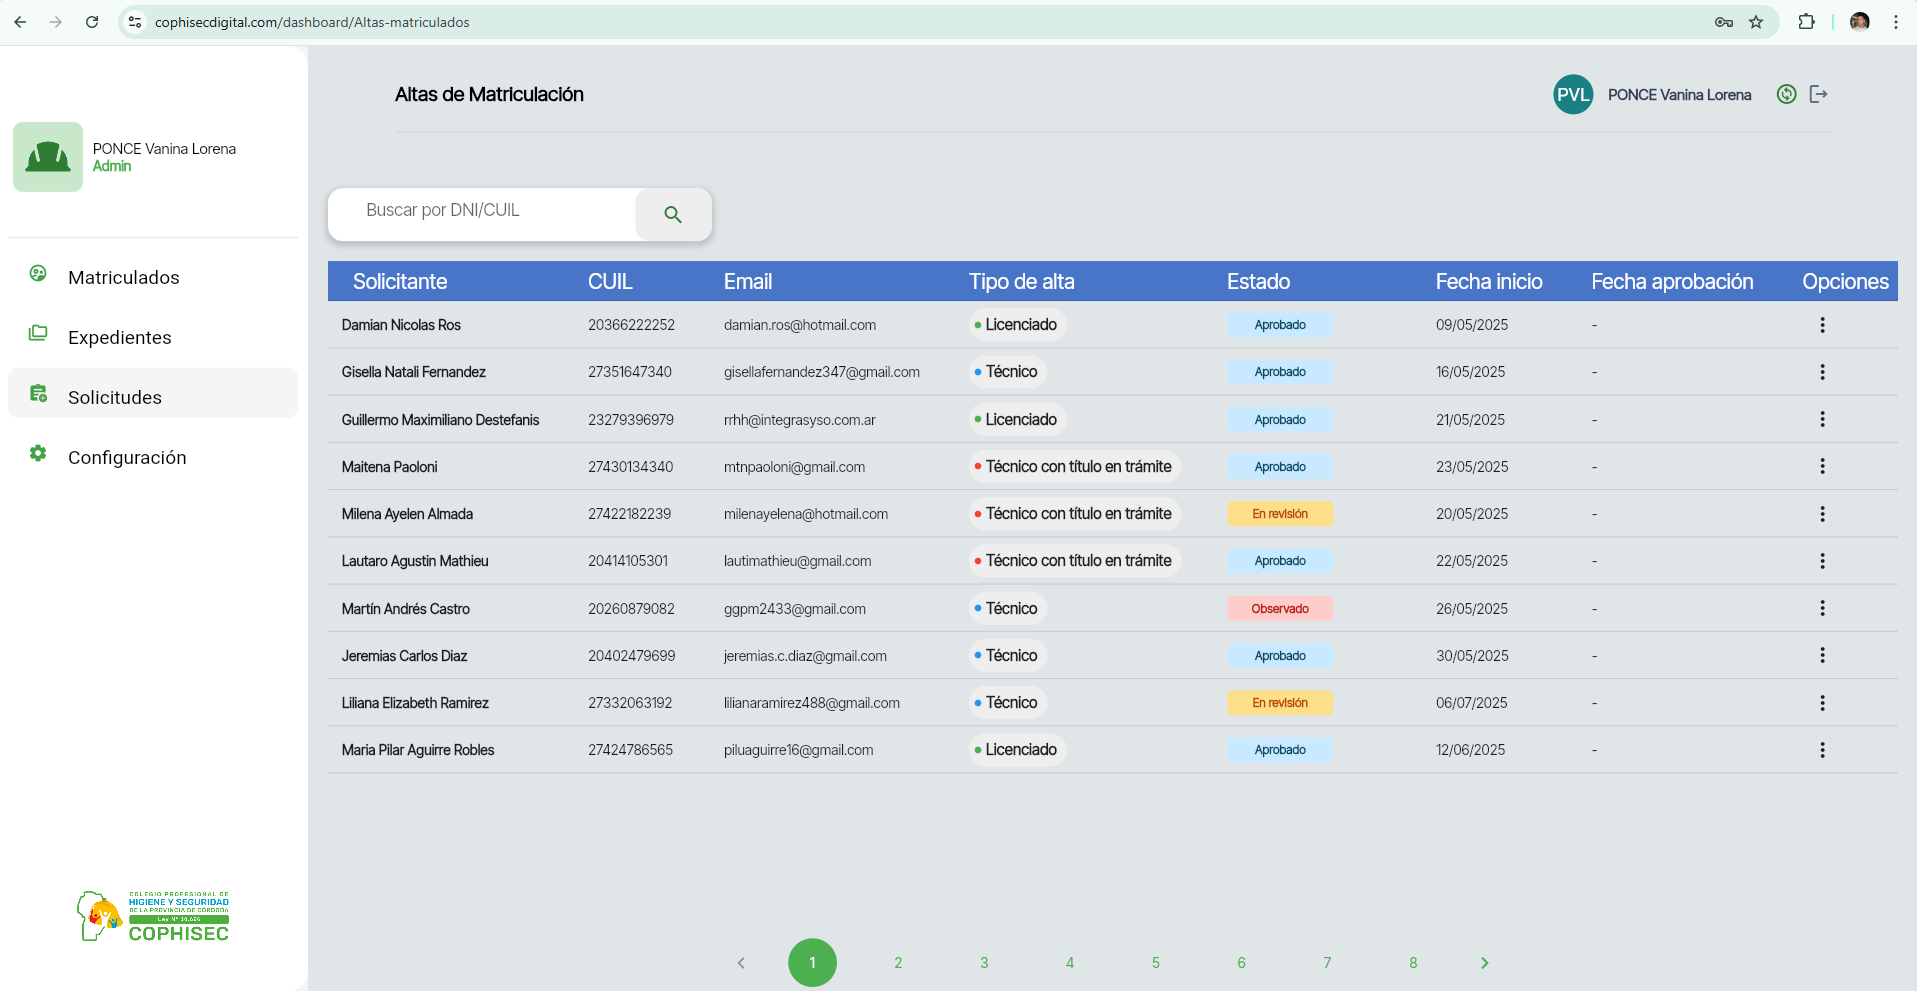 cophisecdigital.com/dashboard/Altas-matriculados
Altas de Matriculación
PVL PONCE Vanina Lorena
PONCE Vanina Lorena
Admin
Matriculados
Expedientes
Solicitudes
Configuración
Buscar por DNI/CUIL
Solicitante CUIL Email Tipo de alta Estado Fecha inicio Fecha aprobación Opciones
Damian Nicolas Ros 20366222252 damian.ros@hotmail.com Licenciado Aprobado 09/05/2025 -
Gisella Natali Fernandez 27351647340 gisellafernandez347@gmail.com Técnico Aprobado 16/05/2025 -
Guillermo Maximiliano Destefanis 23279396979 rrhh@integrasyso.com.ar Licenciado Aprobado 21/05/2025 -
Maitena Paoloni 27430134340 mtnpaoloni@gmail.com Técnico con título en trámite Aprobado 23/05/2025 -
Milena Ayelen Almada 27422182239 milenayelena@hotmail.com Técnico con título en trámite En revisión 20/05/2025 -
Lautaro Agustin Mathieu 20414105301 lautimathieu@gmail.com Técnico con título en trámite Aprobado 22/05/2025 -
Martín Andrés Castro 20260879082 ggpm2433@gmail.com Técnico Observado 26/05/2025 -
Jeremias Carlos Diaz 20402479699 jeremias.c.diaz@gmail.com Técnico Aprobado 30/05/2025 -
Liliana Elizabeth Ramirez 27332063192 lilianaramirez488@gmail.com Técnico En revisión 06/07/2025 -
Maria Pilar Aguirre Robles 27424786565 piluaguirre16@gmail.com Licenciado Aprobado 12/06/2025 -
COLEGIO PROFESIONAL DE
HIGIENE Y SEGURIDAD
DE LA PROVINCIA DE CÓRDOBA
Ley N° 10.666
COPHISEC
1 2 3 4 5 6 7 8